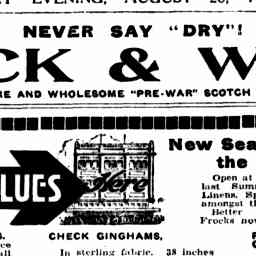 EVENING, AUGUST
NEVER SAY "DRY"!
CK & W
RE AND WHOLESOME "PRE-WAR" SCOTCH
New Sea
the
Open at
last Summ
Linens, Sp
amongst th
Better
Frocks now
LUES
Here
CHECK GINGHAMS,
In sterling fabric. 38 inches